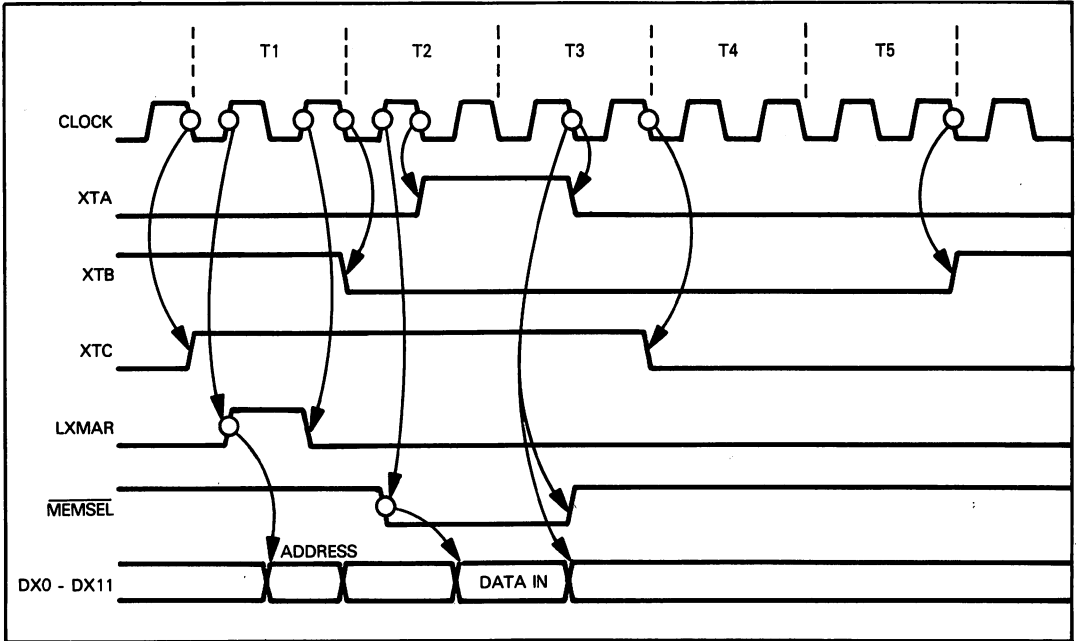 T1 T2 T3 T4 T5
CLOCK
XTA
XTB
XTC
LXMAR
MEMSEL
ADDRESS
DX0 - DX11 DATA IN